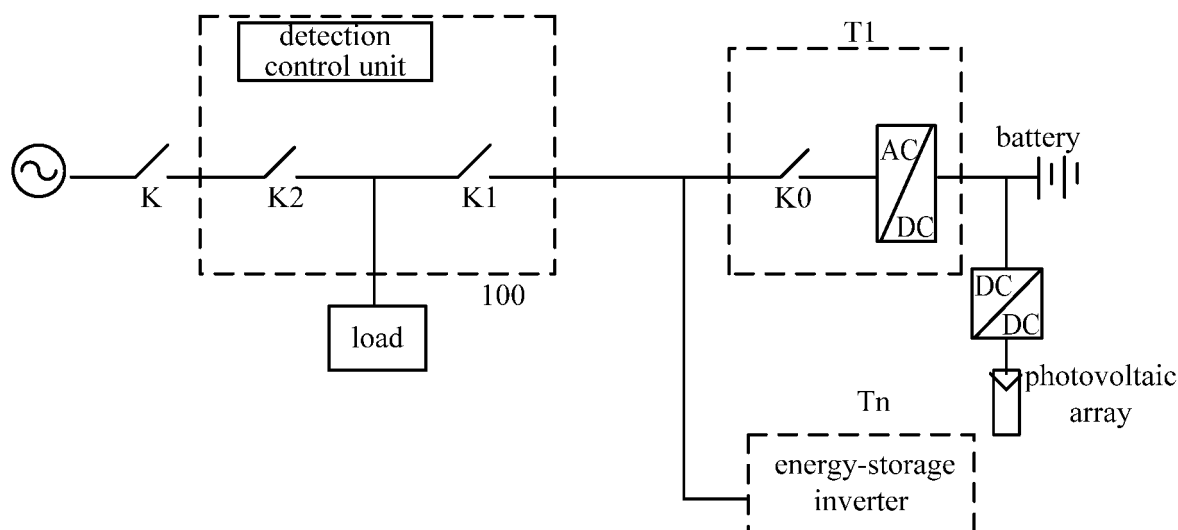 detection
control unit
T1
K
K2
K1
K0
AC
DC
battery
100
load
DC
DC
photovoltaic
array
Tn
energy-storage
inverter